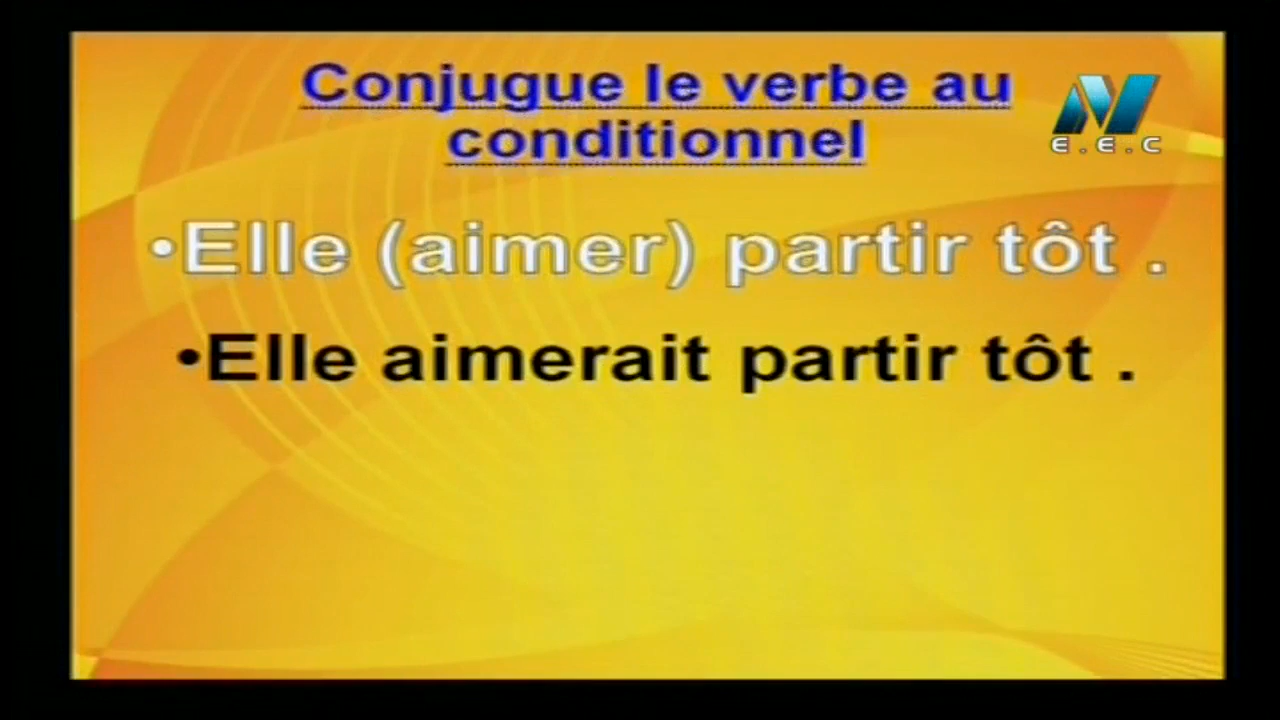 Conjugue le verbe au
conditionnel
E.E.C
•Elle (aimer) partir tôt .
•Elle aimerait partir tôt .